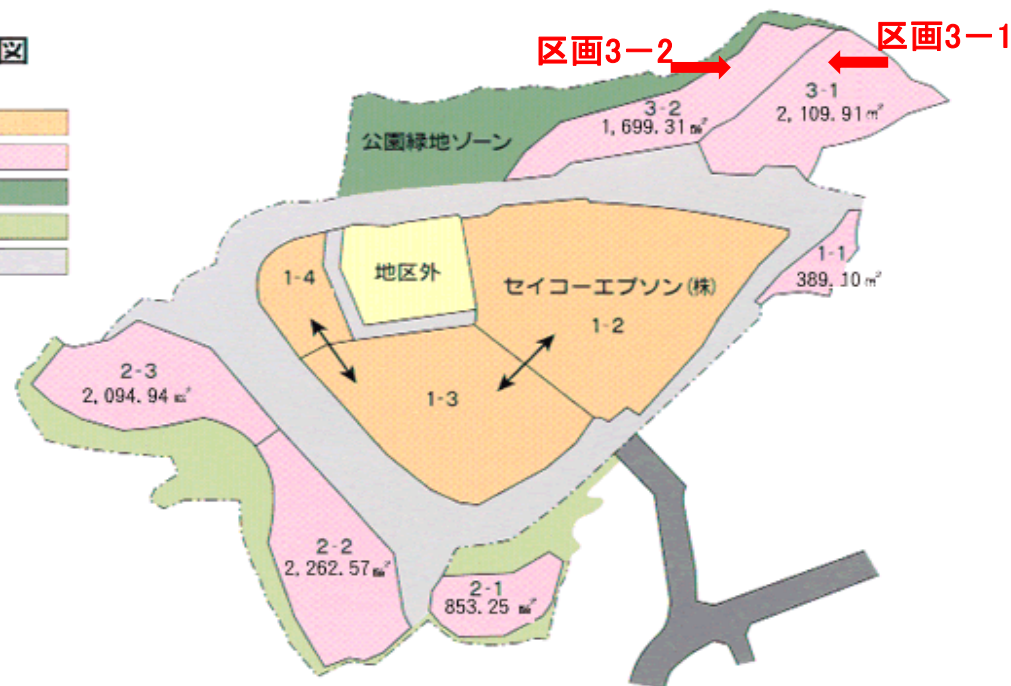 図
区画3－2
区画3－1
3-1
2,109.91㎡
3-2
1,699.31㎡
公園緑地ゾーン
1-1
389.10㎡
地区外
1-4
セイコーエプソン(株)
1-2
2-3
2,094.94㎡
1-3
2-2
2,262.57㎡
2-1
853.25㎡